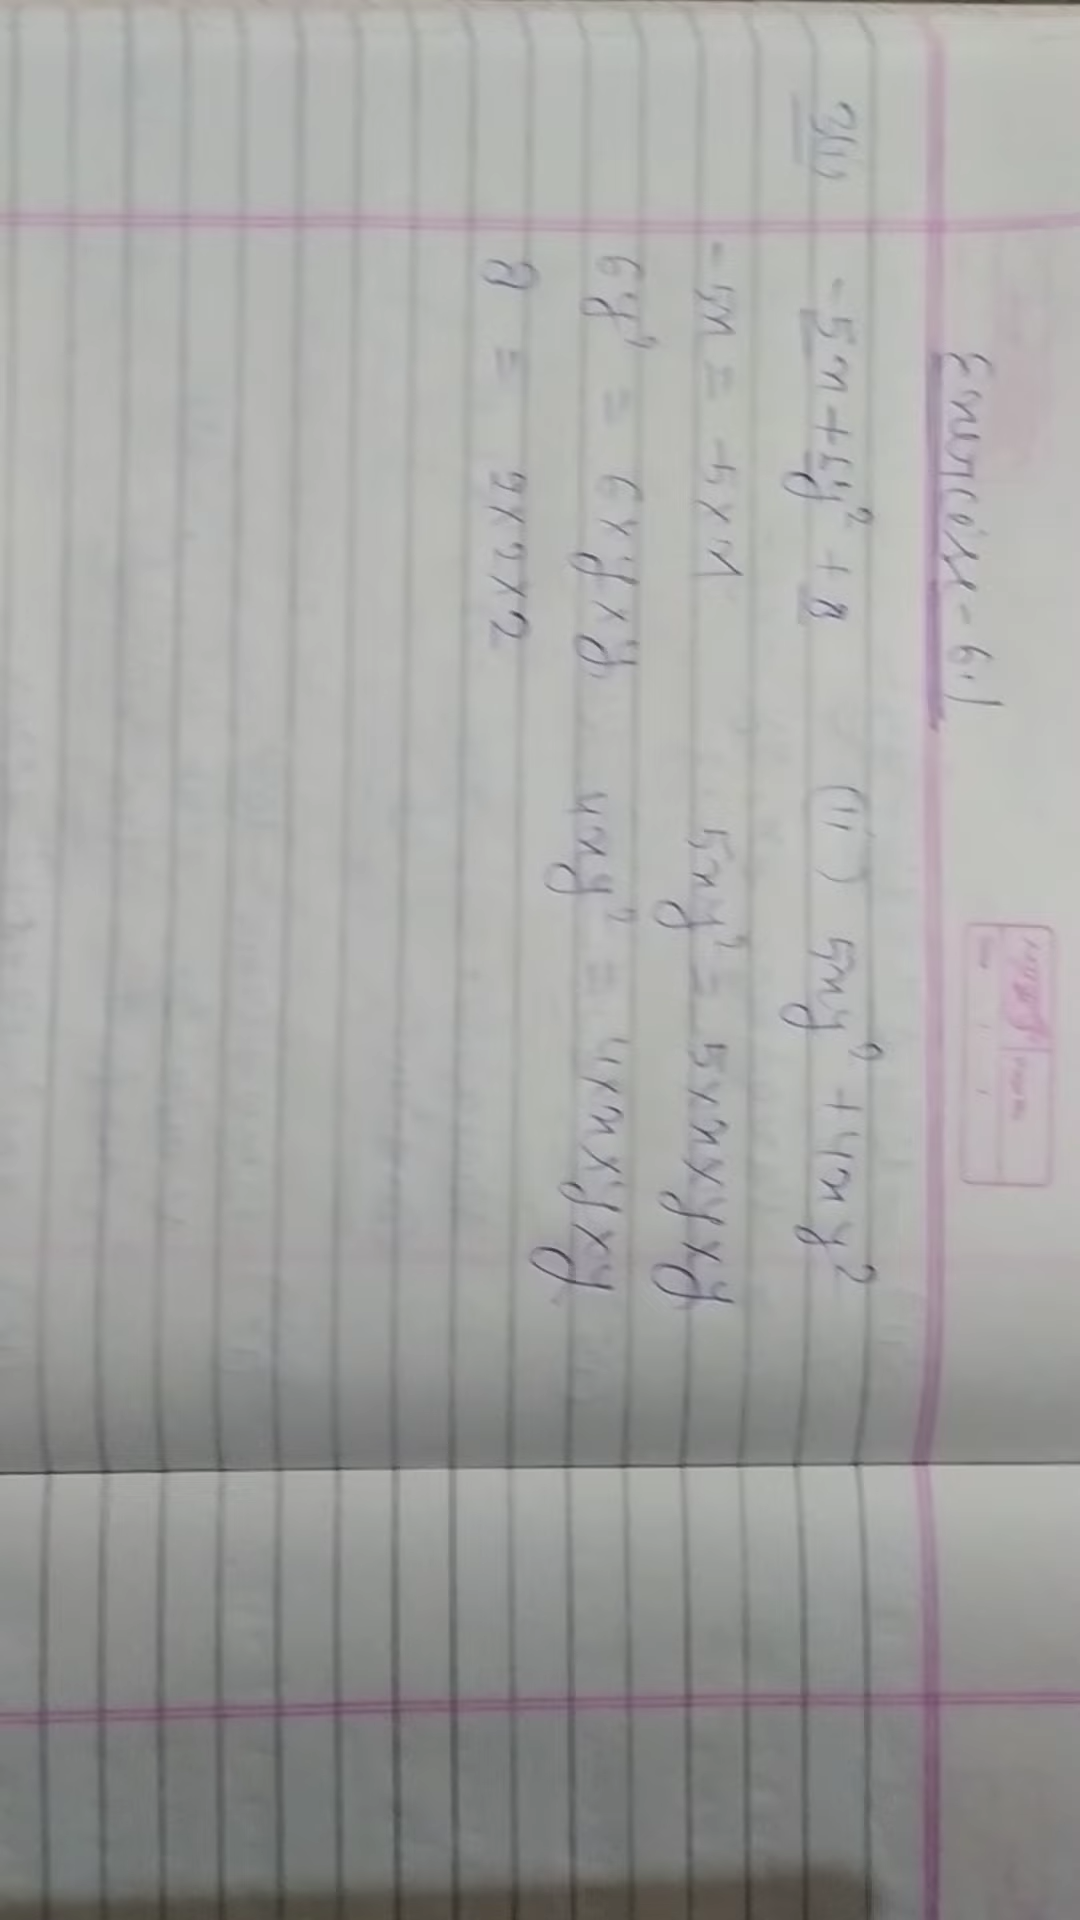 Exercise - 6.1
3(i) -5x + 6y² + 8 (ii) 5xy² + 4xy²
-5x = -5 × x 5xy² = 5 × x × y × y
6y² = 6 × y × y 4xy² = 4 × x × y × y
8 = 2 × 2 × 2